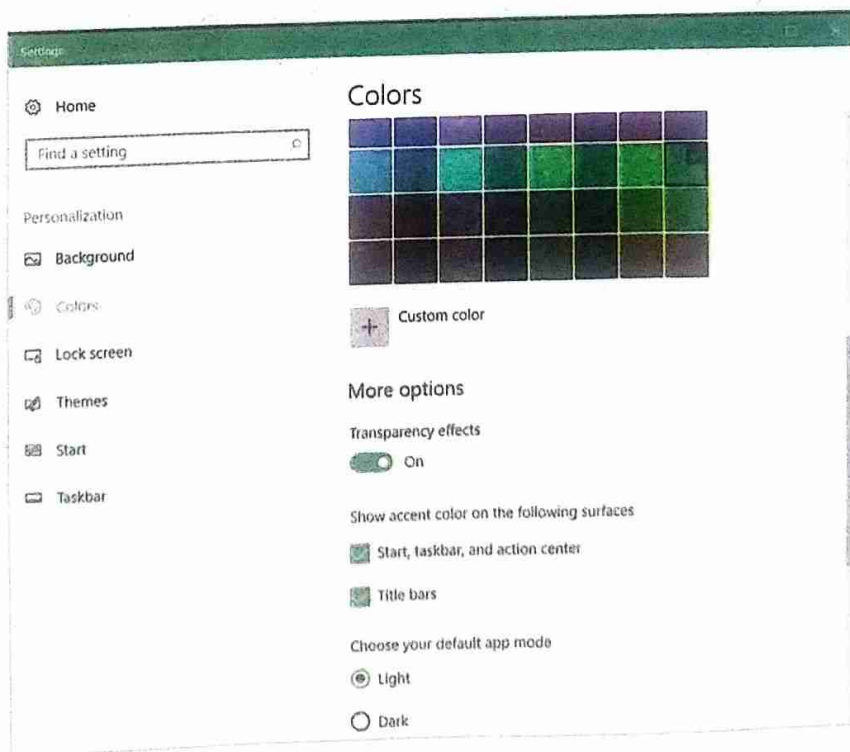 Settings
Home
Find a setting
Personalization
Background
Colors
Lock screen
Themes
Start
Taskbar
Colors
Custom color
More options
Transparency effects
On
Show accent color on the following surfaces
Start, taskbar, and action center
Title bars
Choose your default app mode
Light
Dark